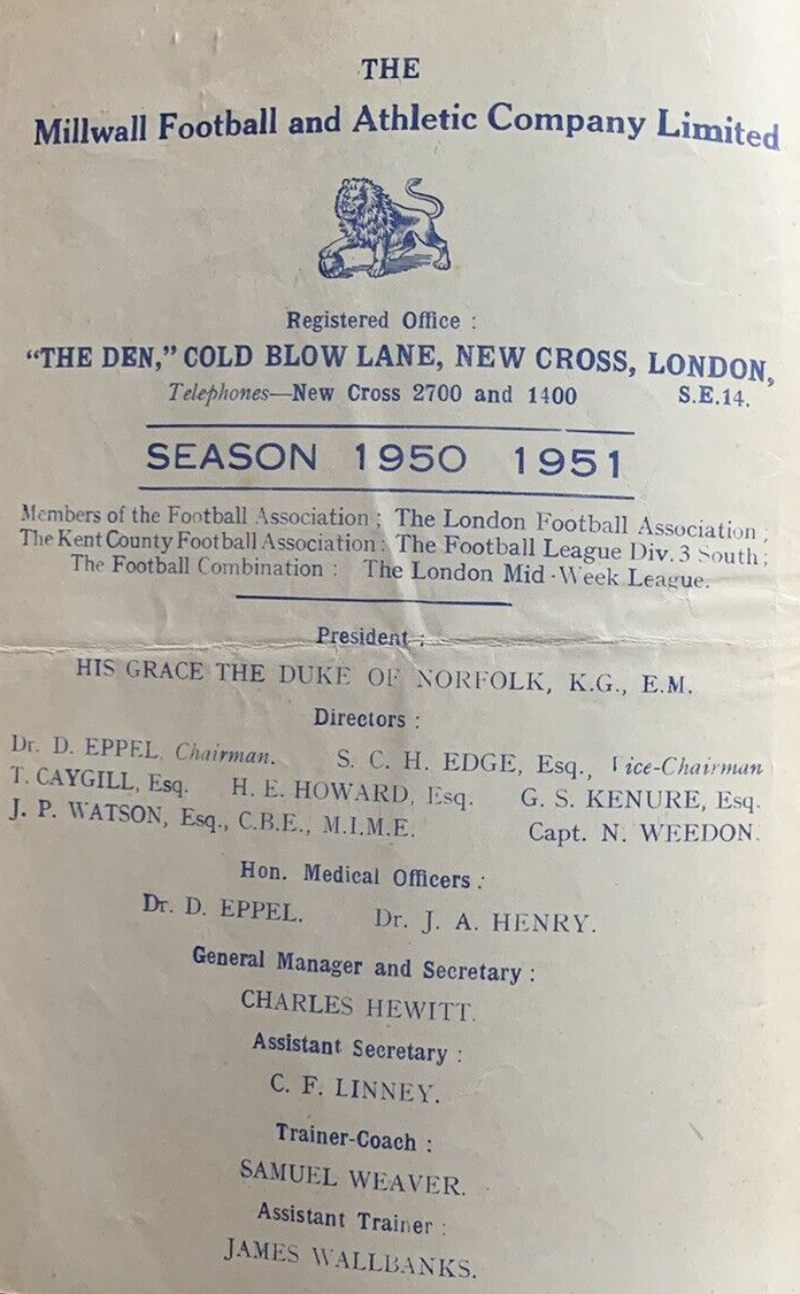 THE
Millwall Football and Athletic Company Limited
Registered Office :
"THE DEN," COLD BLOW LANE, NEW CROSS, LONDON,
Telephones—New Cross 2700 and 1400 S.E.14.
SEASON 1950 1951
Members of the Football Association ; The London Football Association ;
The Kent County Football Association : The Football League Div. 3 South ;
The Football Combination : The London Mid-Week League.
President :
HIS GRACE THE DUKE OF NORFOLK, K.G., E.M.
Directors :
Dr. D. EPPEL, Chairman. S. C. H. EDGE, Esq., Vice-Chairman
T. CAYGILL, Esq. H. E. HOWARD, Esq. G. S. KENURE, Esq.
J. P. WATSON, Esq., C.B.E., M.I.M.E. Capt. N. WEEDON.
Hon. Medical Officers :
Dr. D. EPPEL. Dr. J. A. HENRY.
General Manager and Secretary :
CHARLES HEWITT.
Assistant Secretary :
C. F. LINNEY.
Trainer-Coach :
SAMUEL WEAVER.
Assistant Trainer :
JAMES WALLBANKS.